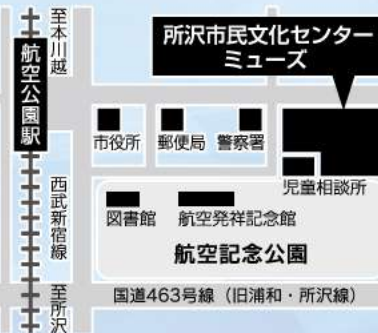 至本川越
航空公園駅
西武新宿線
至所沢
所沢市民文化センター
ミューズ
市役所
郵便局
警察署
児童相談所
図書館
航空発祥記念館
航空記念公園
国道463号線（旧浦和・所沢線）